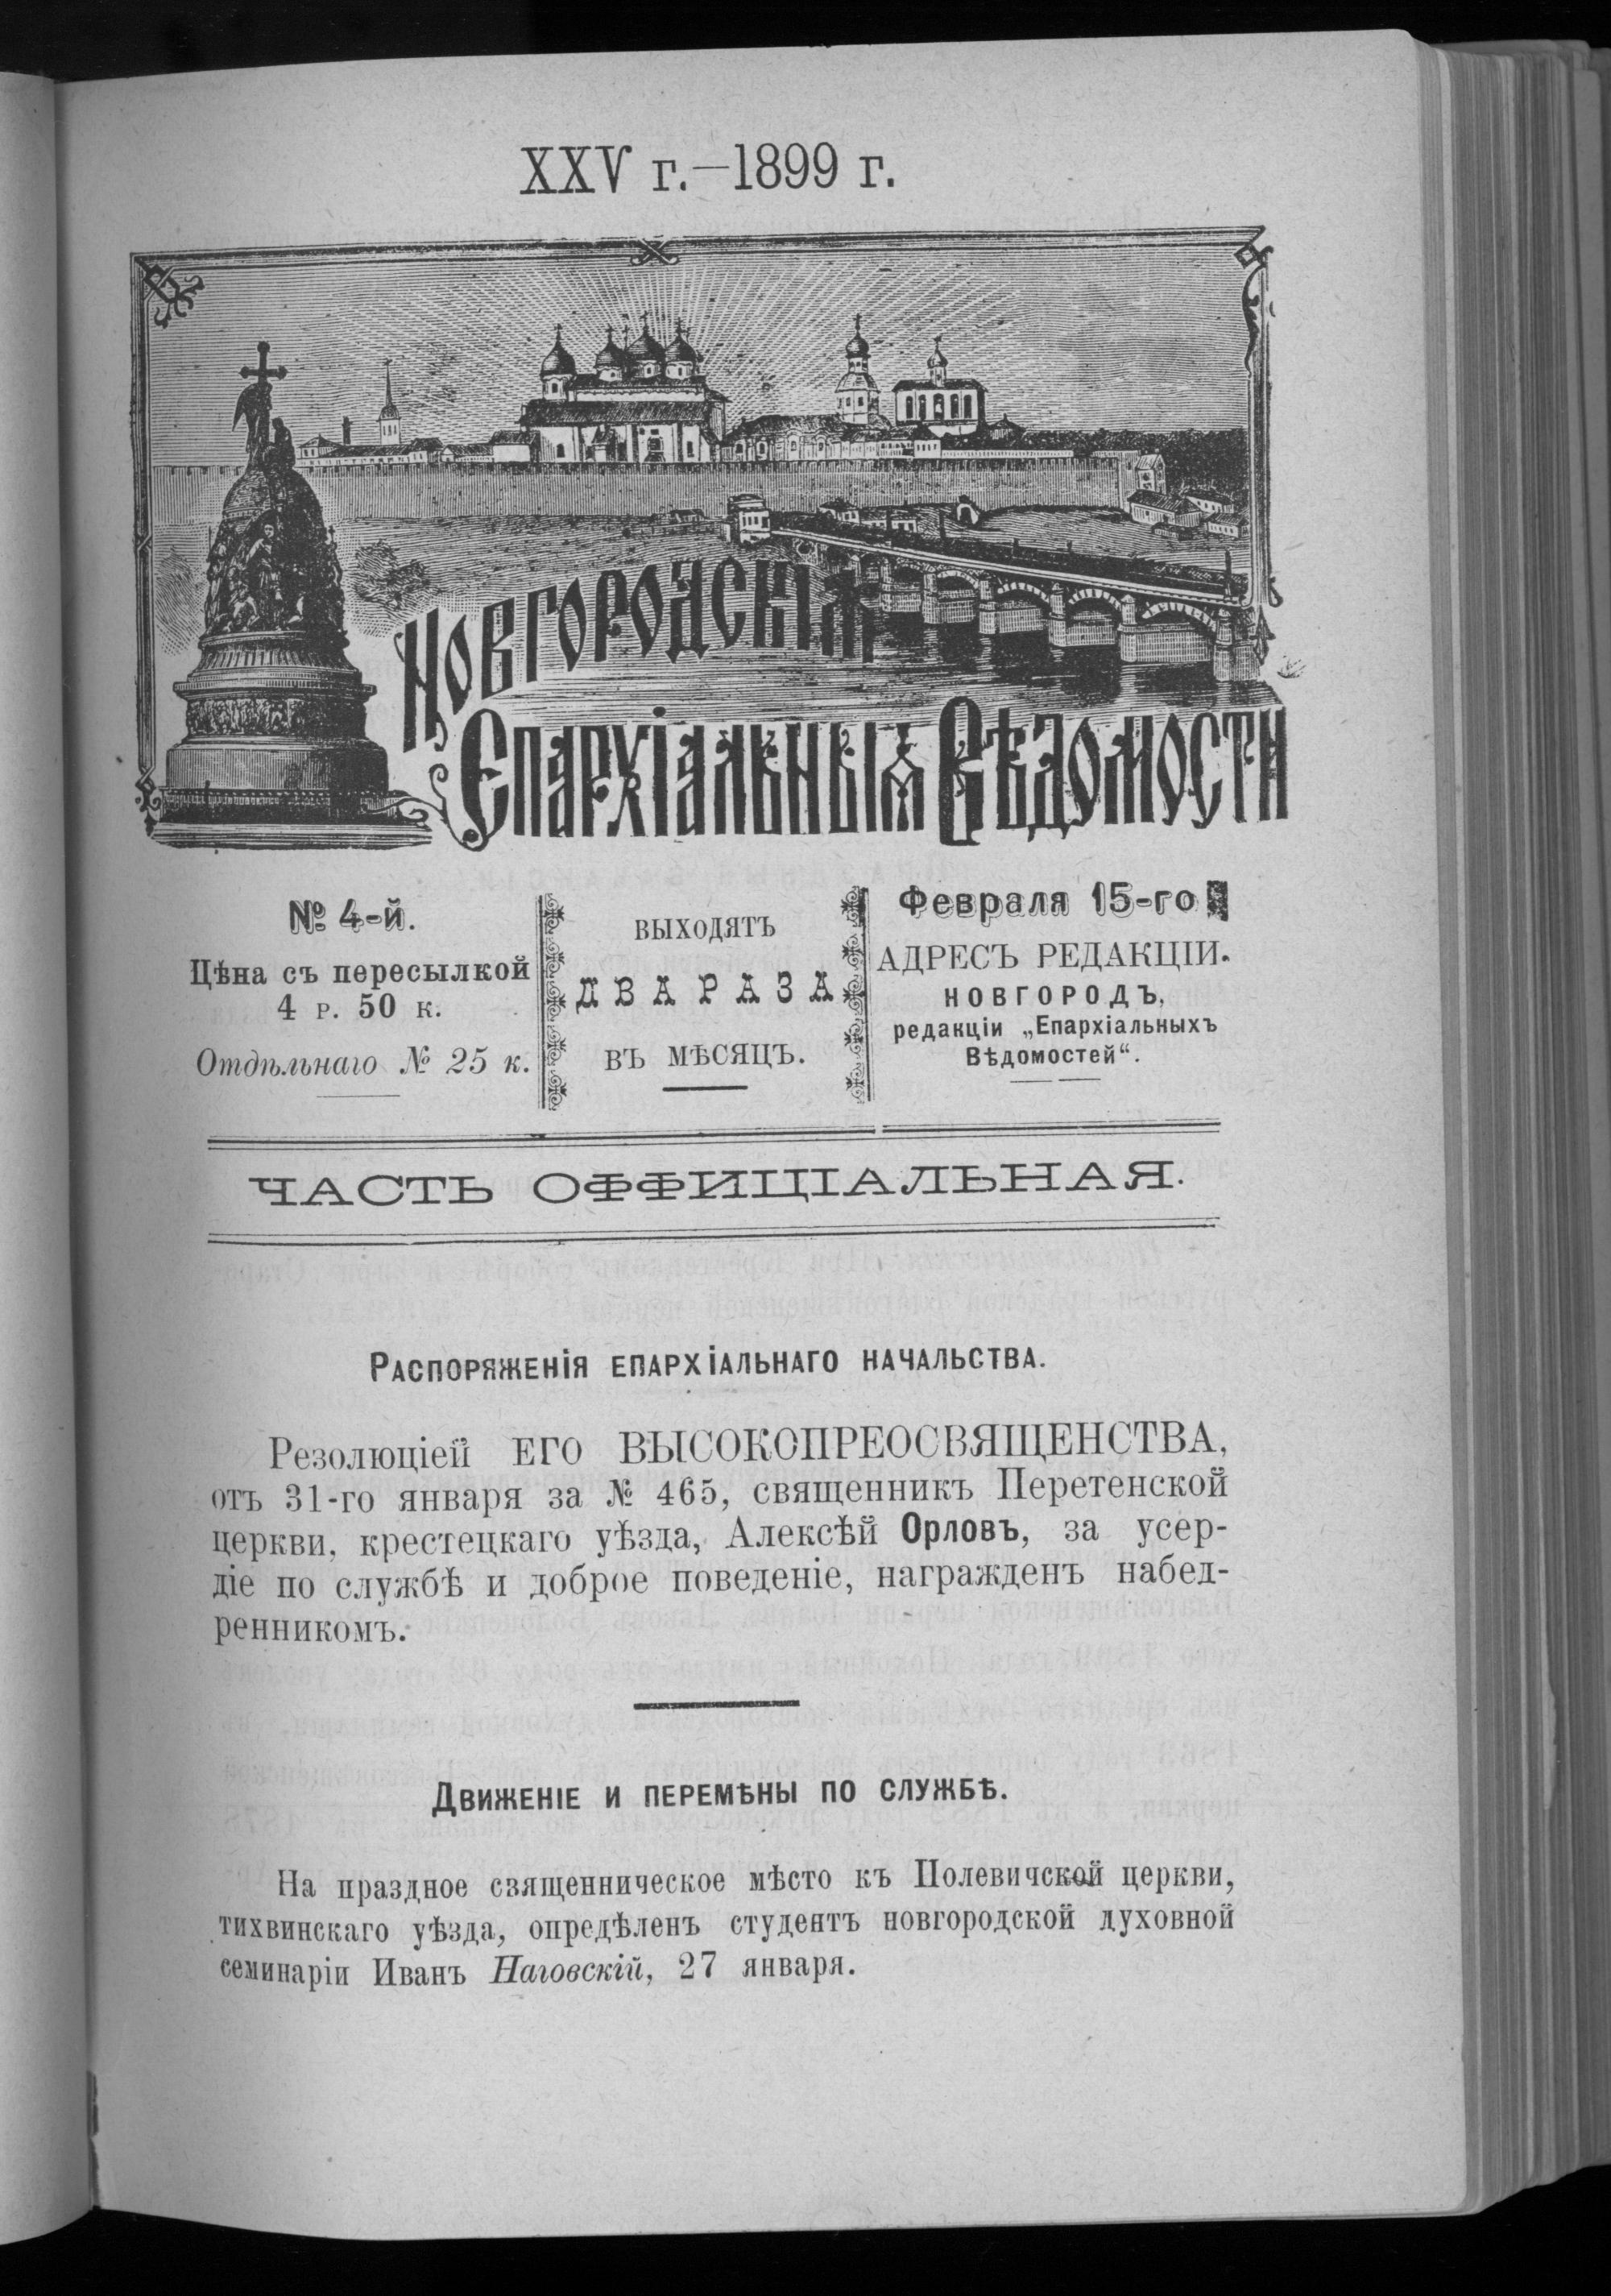 XXV г.—1899 г.
НОВГОРОДСКІЯ
ЕПАРХІАЛЬНЫЯ ВѢДОМОСТИ
№ 4-й.
Цѣна съ пересылкой
4 р. 50 к.
Отдѣльнаго № 25 к.
ВЫХОДЯТЪ
ДВА РАЗА
ВЪ МѢСЯЦЪ.
Февраля 15-го
АДРЕСЪ РЕДАКЦІИ.
НОВГОРОДЪ,
редакціи „Епархіальныхъ
Вѣдомостей“.
ЧАСТЬ ОФФИЦІАЛЬНАЯ.
Распоряженія епархіальнаго начальства.
Резолюціей ЕГО ВЫСОКОПРЕОСВЯЩЕНСТВА,
отъ 31-го января за № 465, священникъ Перетенской
церкви, крестецкаго уѣзда, Алексѣй Орловъ, за усер-
діе по службѣ и доброе поведеніе, награжденъ набед-
ренникомъ.
Движеніе и перемѣны по службѣ.
На праздное священническое мѣсто къ Полевичской церкви,
тихвинскаго уѣзда, опредѣленъ студентъ новгородской духовной
семинаріи Иванъ Наговскій, 27 января.